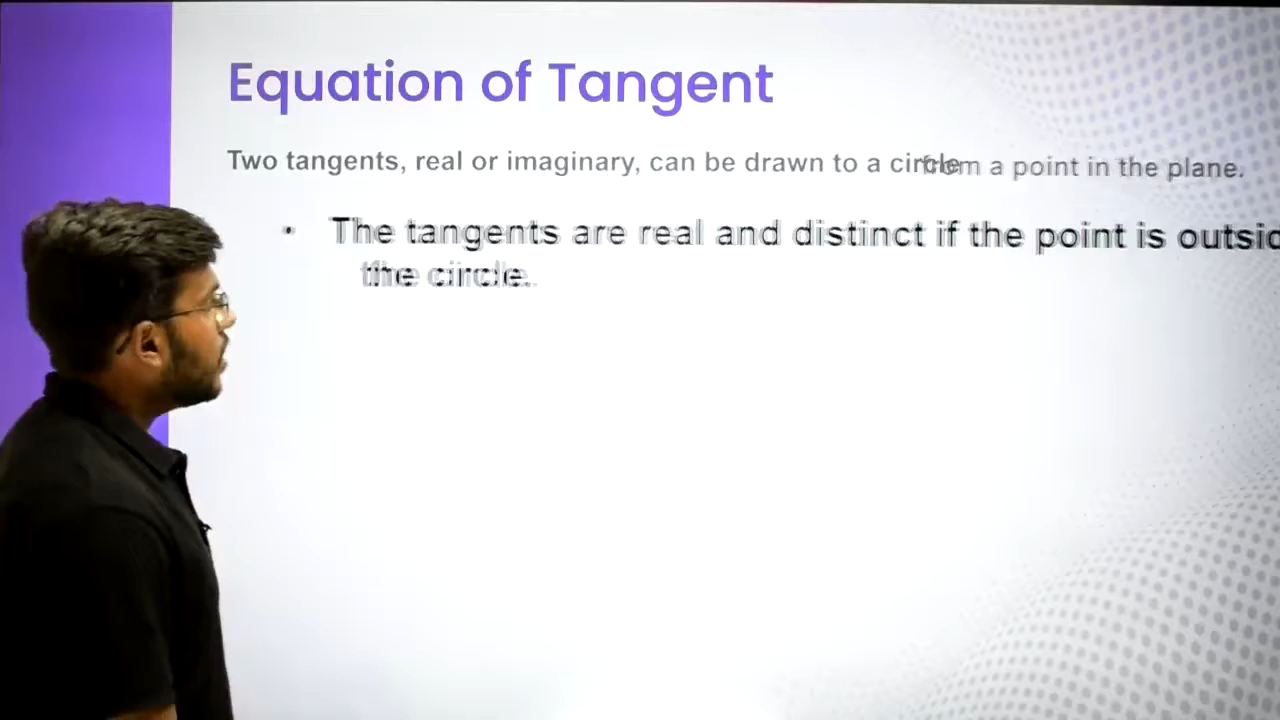 Equation of Tangent
Two tangents, real or imaginary, can be drawn to a circle from a point in the plane.
• The tangents are real and distinct if the point is outsid
the circle.